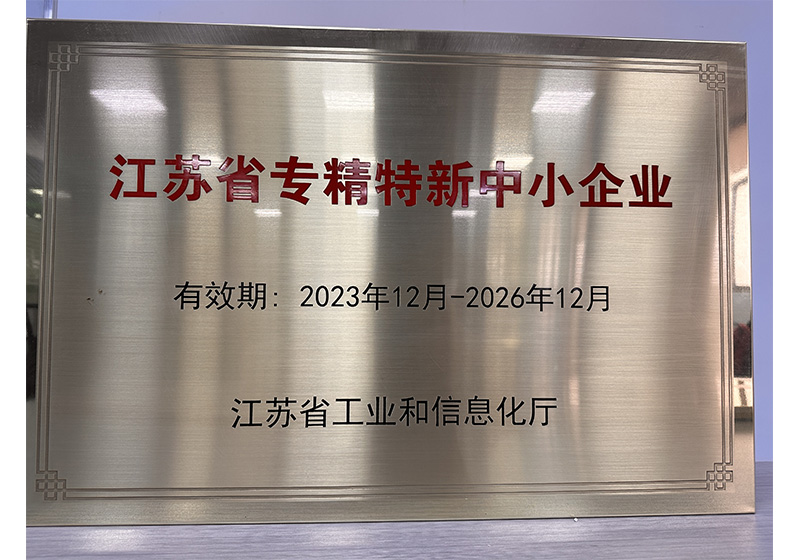 江苏省专精特新中小企业
有效期: 2023年12月-2026年12月
江苏省工业和信息化厅